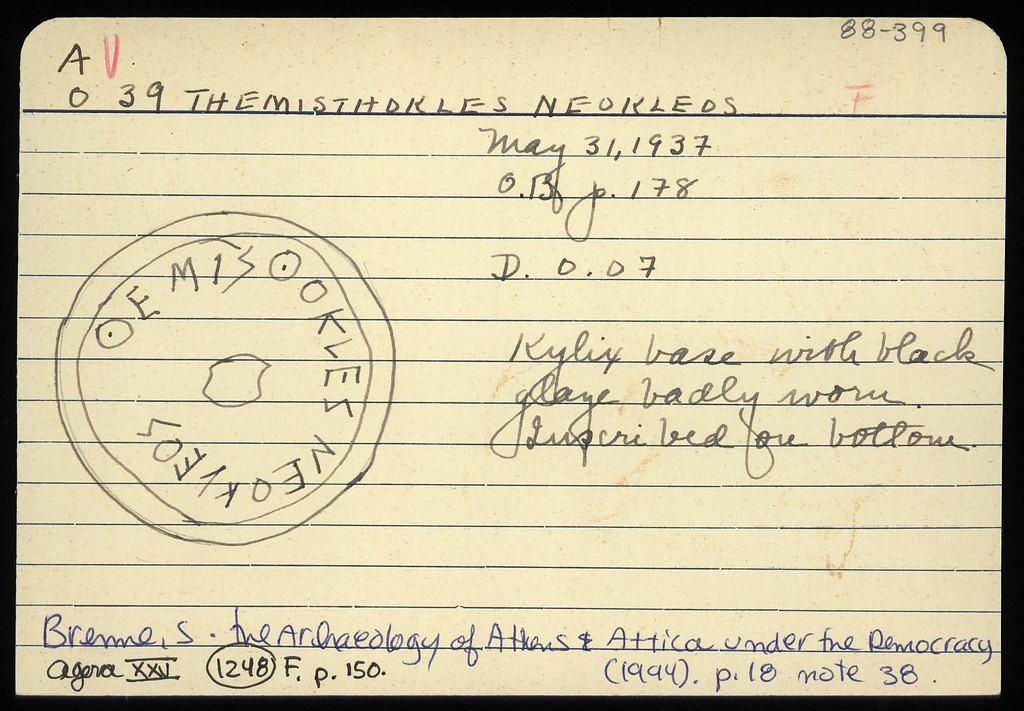 88-399
A V
O 39 THEMISTHOKLES NEOKLEOS F
May 31, 1937
O.B. p. 178
D. 0.07
Kylix base with black
glaze badly worn.
Inscribed on bottom.
ΘEMISΘOKLES NEOKLEOS
Brenne, S. The Archaeology of Athens & Attica under the Democracy
(1994). p. 18 note 38.
Agora XXV 1248 F. p. 150.